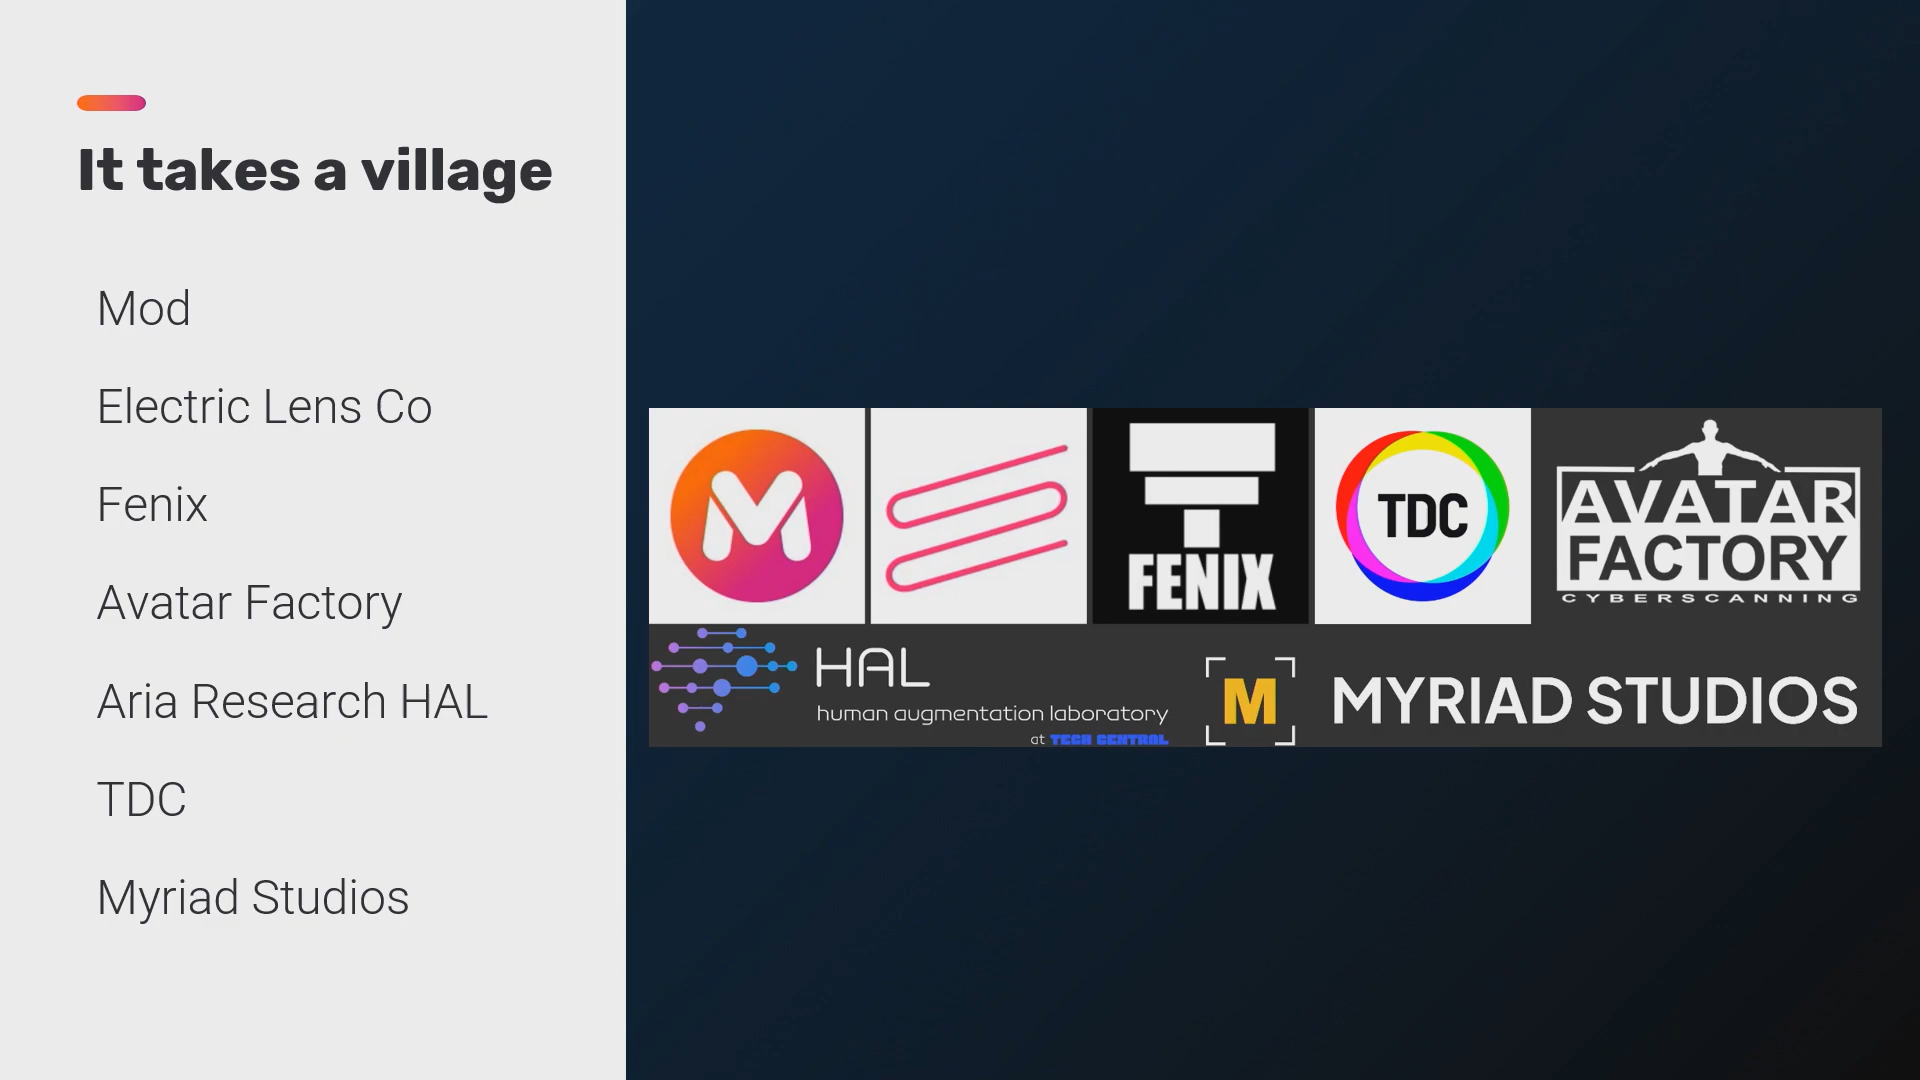 It takes a village
Mod
Electric Lens Co
Fenix
Avatar Factory
Aria Research HAL
TDC
Myriad Studios
M
FENIX
TDC
AVATAR
FACTORY
CYBERSCANNING
HAL
human augmentation laboratory
at TECH CENTRAL
M
MYRIAD STUDIOS